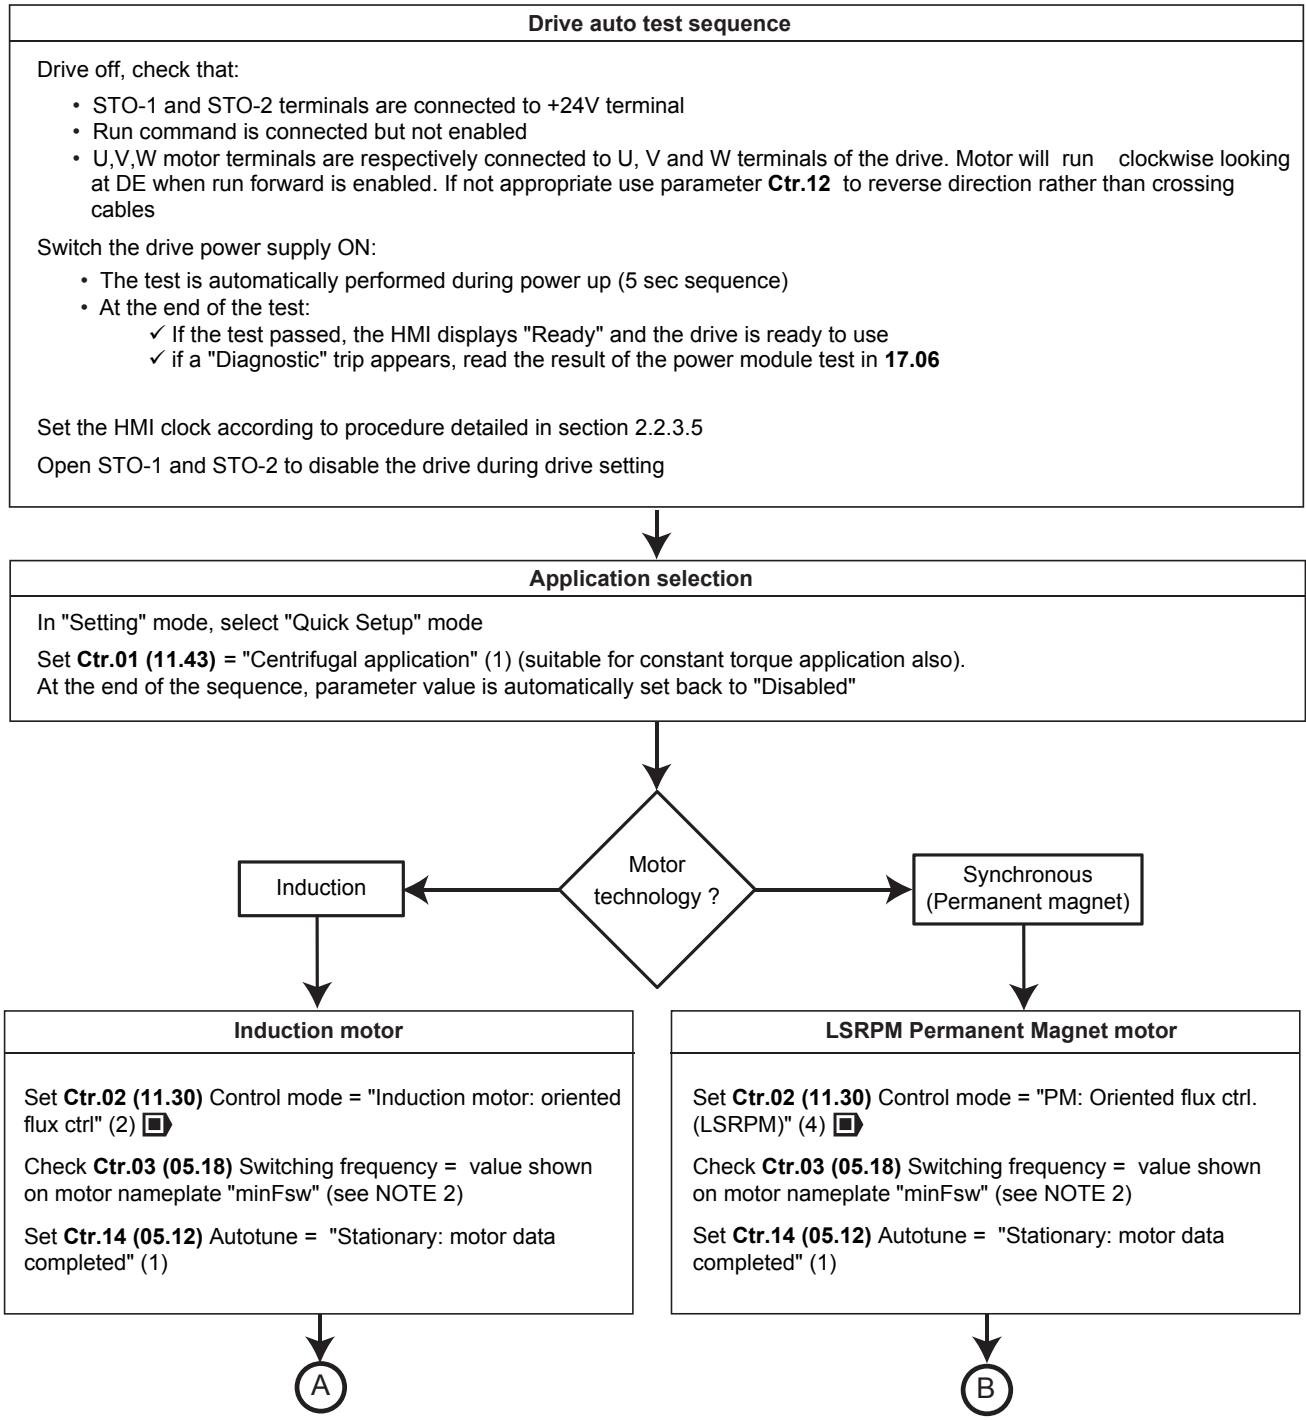 Drive auto test sequence
Drive off, check that:
• STO-1 and STO-2 terminals are connected to +24V terminal
• Run command is connected but not enabled
• U,V,W motor terminals are respectively connected to U, V and W terminals of the drive. Motor will run clockwise looking
at DE when run forward is enabled. If not appropriate use parameter Ctr.12 to reverse direction rather than crossing
cables
Switch the drive power supply ON:
• The test is automatically performed during power up (5 sec sequence)
• At the end of the test:
✓ If the test passed, the HMI displays "Ready" and the drive is ready to use
✓ if a "Diagnostic" trip appears, read the result of the power module test in 17.06
Set the HMI clock according to procedure detailed in section 2.2.3.5
Open STO-1 and STO-2 to disable the drive during drive setting
Application selection
In "Setting" mode, select "Quick Setup" mode
Set Ctr.01 (11.43) = "Centrifugal application" (1) (suitable for constant torque application also).
At the end of the sequence, parameter value is automatically set back to "Disabled"
Motor
technology ?
Induction
Synchronous
(Permanent magnet)
Induction motor
Set Ctr.02 (11.30) Control mode = "Induction motor: oriented
flux ctrl" (2)
Check Ctr.03 (05.18) Switching frequency = value shown
on motor nameplate "minFsw" (see NOTE 2)
Set Ctr.14 (05.12) Autotune = "Stationary: motor data
completed" (1)
A
LSRPM Permanent Magnet motor
Set Ctr.02 (11.30) Control mode = "PM: Oriented flux ctrl.
(LSRPM)" (4)
Check Ctr.03 (05.18) Switching frequency = value shown
on motor nameplate "minFsw" (see NOTE 2)
Set Ctr.14 (05.12) Autotune = "Stationary: motor data
completed" (1)
B